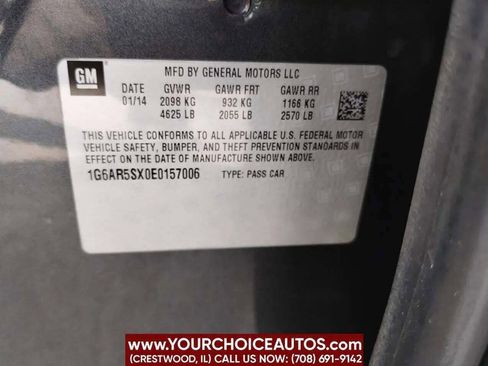 GM
MFD BY GENERAL MOTORS LLC
DATE GVWR GAWR FRT GAWR RR
01/14 2098 KG 932 KG 1166 KG
4625 LB 2055 LB 2570 LB
THIS VEHICLE CONFORMS TO ALL APPLICABLE U.S. FEDERAL MOTOR
VEHICLE SAFETY, BUMPER, AND THEFT PREVENTION STANDARDS
IN EFFECT ON THE DATE OF MANUFACTURE SHOWN ABOVE.
1G6AR5SX0E0157006 TYPE: PASS CAR
WWW.YOURCHOICEAUTOS.COM
(CRESTWOOD, IL) CALL US NOW: (708) 691-9142